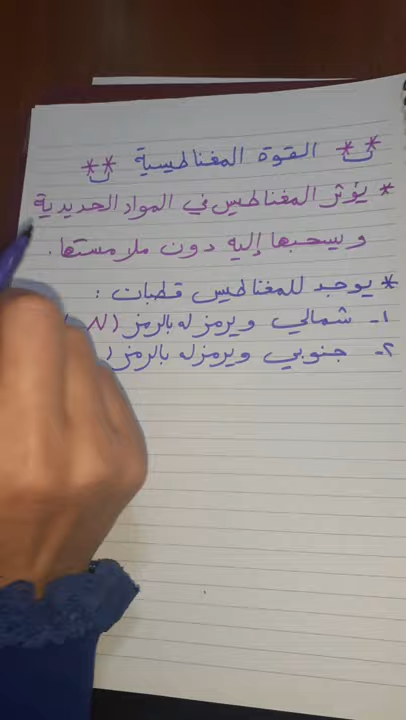 ** القوة المغناطيسية **
* يؤثر المغناطيس في المواد الحديدية
ويسحبها إليه دون ملامستها.
* يوجد للمغناطيس قطبان :
١- شمالي ويرمز له بالرمز (N
٢- جنوبي ويرمز له بالرمز (